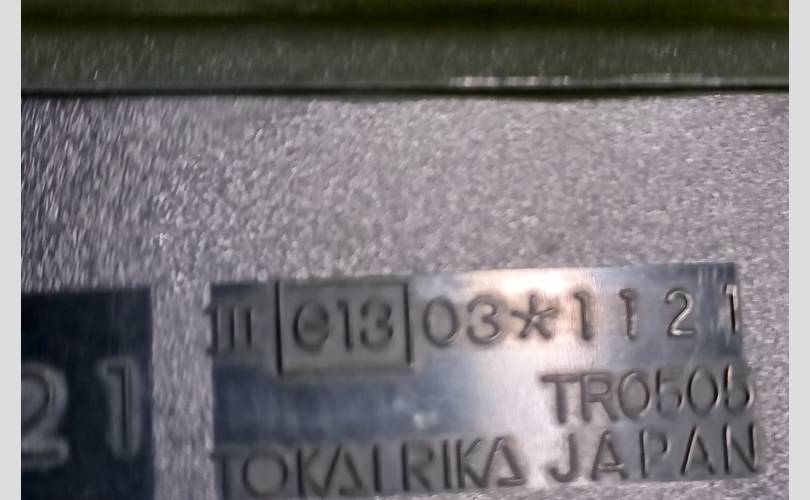 III e13 03*1121
21
TR0505
TOKAI RIKA JAPAN